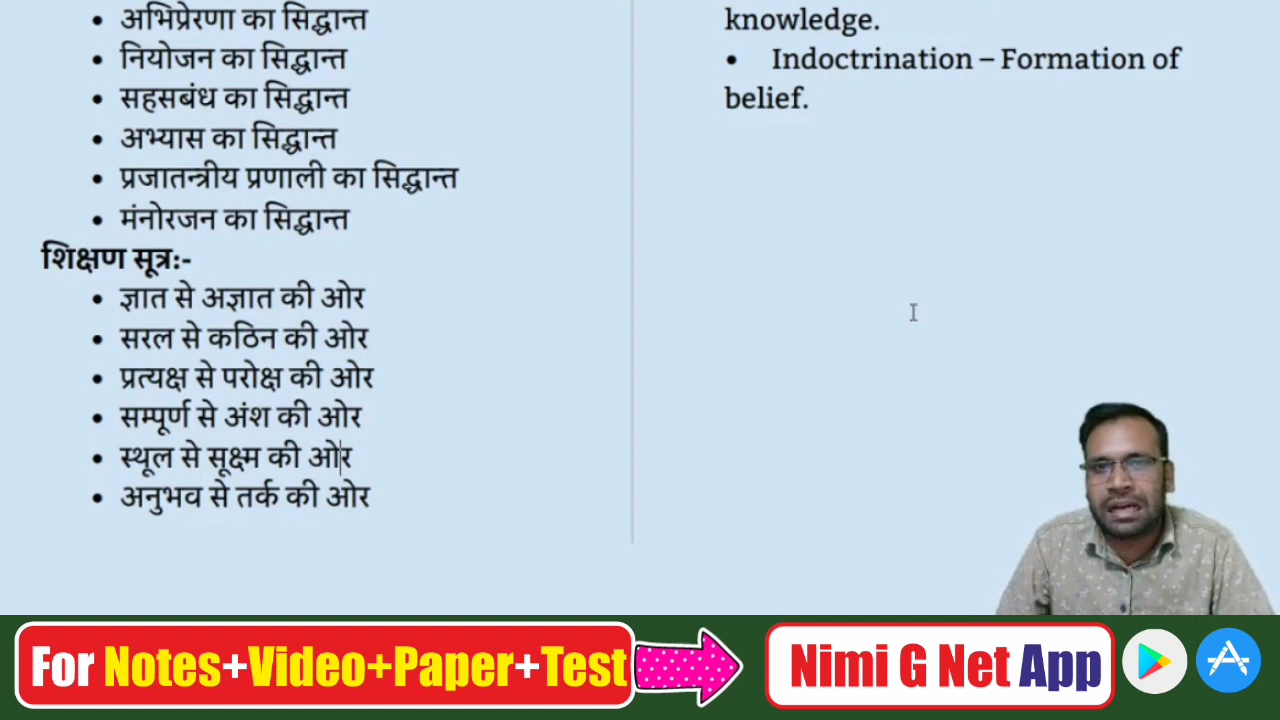 अभिप्रेरणा का सिद्धान्त
नियोजन का सिद्धान्त
सहसबंध का सिद्धान्त
अभ्यास का सिद्धान्त
प्रजातन्त्रीय प्रणाली का सिद्धान्त
मंनोरजन का सिद्धान्त
शिक्षण सूत्र:-
ज्ञात से अज्ञात की ओर
सरल से कठिन की ओर
प्रत्यक्ष से परोक्ष की ओर
सम्पूर्ण से अंश की ओर
स्थूल से सूक्ष्म की ओर
अनुभव से तर्क की ओर
knowledge.
Indoctrination – Formation of
belief.
For Notes+Video+Paper+Test
Nimi G Net App